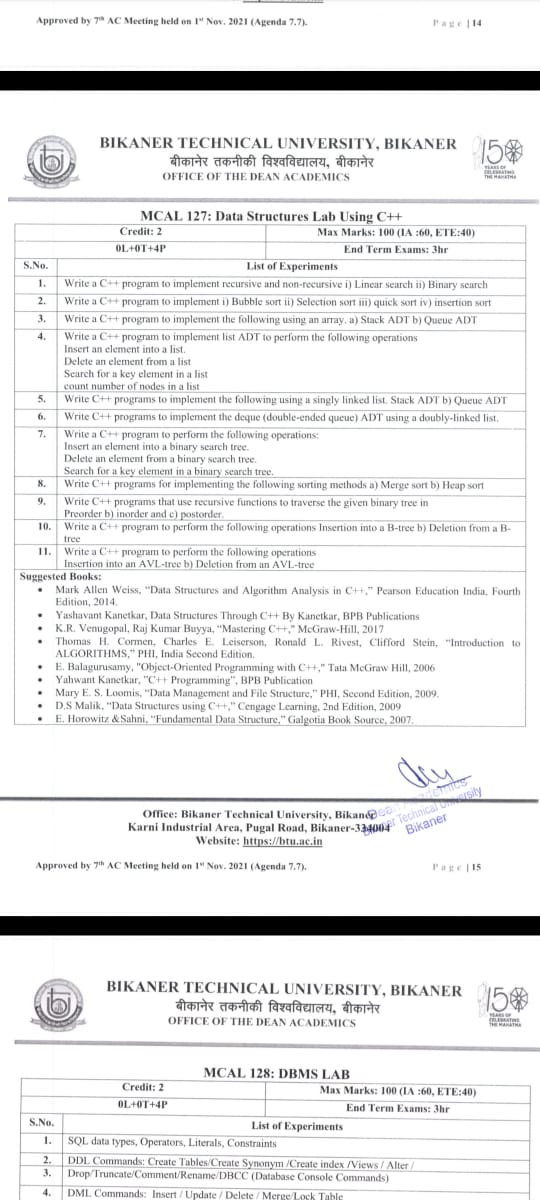 Approved by 7th AC Meeting held on 1st Nov. 2021 (Agenda 7.7).
Page | 14
BIKANER TECHNICAL UNIVERSITY, BIKANER
बीकानेर तकनीकी विश्वविद्यालय, बीकानेर
OFFICE OF THE DEAN ACADEMICS
150
YEARS OF
CELEBRATING
THE MAHATMA
MCAL 127: Data Structures Lab Using C++
Credit: 2
Max Marks: 100 (IA :60, ETE:40)
0L+0T+4P
End Term Exams: 3hr
S.No.
List of Experiments
1. Write a C++ program to implement recursive and non-recursive i) Linear search ii) Binary search
2. Write a C++ program to implement i) Bubble sort ii) Selection sort iii) quick sort iv) insertion sort
3. Write a C++ program to implement the following using an array. a) Stack ADT b) Queue ADT
4. Write a C++ program to implement list ADT to perform the following operations
Insert an element into a list.
Delete an element from a list
Search for a key element in a list
count number of nodes in a list
5. Write C++ programs to implement the following using a singly linked list. Stack ADT b) Queue ADT
6. Write C++ programs to implement the deque (double-ended queue) ADT using a doubly-linked list.
7. Write a C++ program to perform the following operations:
Insert an element into a binary search tree.
Delete an element from a binary search tree.
Search for a key element in a binary search tree.
8. Write C++ programs for implementing the following sorting methods a) Merge sort b) Heap sort
9. Write C++ programs that use recursive functions to traverse the given binary tree in
Preorder b) inorder and c) postorder.
10. Write a C++ program to perform the following operations Insertion into a B-tree b) Deletion from a B-
tree
11. Write a C++ program to perform the following operations
Insertion into an AVL-tree b) Deletion from an AVL-tree
Suggested Books:
• Mark Allen Weiss, “Data Structures and Algorithm Analysis in C++,” Pearson Education India, Fourth
Edition, 2014.
• Yashavant Kanetkar, Data Structures Through C++ By Kanetkar, BPB Publications
• K.R. Venugopal, Raj Kumar Buyya, “Mastering C++,” McGraw-Hill, 2017
• Thomas H. Cormen, Charles E. Leiserson, Ronald L. Rivest, Clifford Stein, “Introduction to
ALGORITHMS,” PHI, India Second Edition.
• E. Balagurusamy, "Object-Oriented Programming with C++," Tata McGraw Hill, 2006
• Yahwant Kanetkar, "C++ Programming", BPB Publication
• Mary E. S. Loomis, “Data Management and File Structure,” PHI, Second Edition, 2009.
• D.S Malik, “Data Structures using C++,” Cengage Learning, 2nd Edition, 2009
• E. Horowitz &Sahni, “Fundamental Data Structure,” Galgotia Book Source, 2007.
Office: Bikaner Technical University, Bikaner
Karni Industrial Area, Pugal Road, Bikaner-334004
Website: https://btu.ac.in
Technical University
Bikaner
Approved by 7th AC Meeting held on 1st Nov. 2021 (Agenda 7.7).
Page | 15
BIKANER TECHNICAL UNIVERSITY, BIKANER
बीकानेर तकनीकी विश्वविद्यालय, बीकानेर
OFFICE OF THE DEAN ACADEMICS
150
YEARS OF
CELEBRATING
THE MAHATMA
MCAL 128: DBMS LAB
Credit: 2
Max Marks: 100 (IA :60, ETE:40)
0L+0T+4P
End Term Exams: 3hr
S.No.
List of Experiments
1. SQL data types, Operators, Literals, Constraints
2. DDL Commands: Create Tables/Create Synonym /Create index /Views / Alter /
3. Drop/Truncate/Comment/Rename/DBCC (Database Console Commands)
4. DML Commands: Insert / Update / Delete / Merge/Lock Table